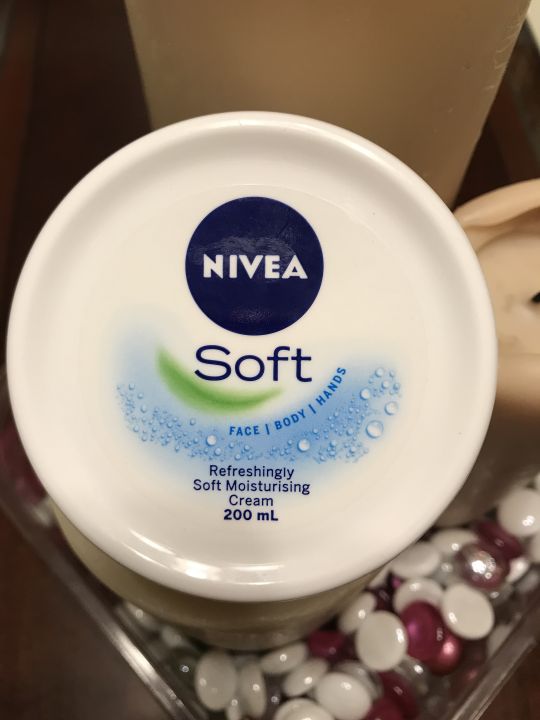 NIVEA
Soft
FACE | BODY | HANDS
Refreshingly
Soft Moisturising
Cream
200 mL